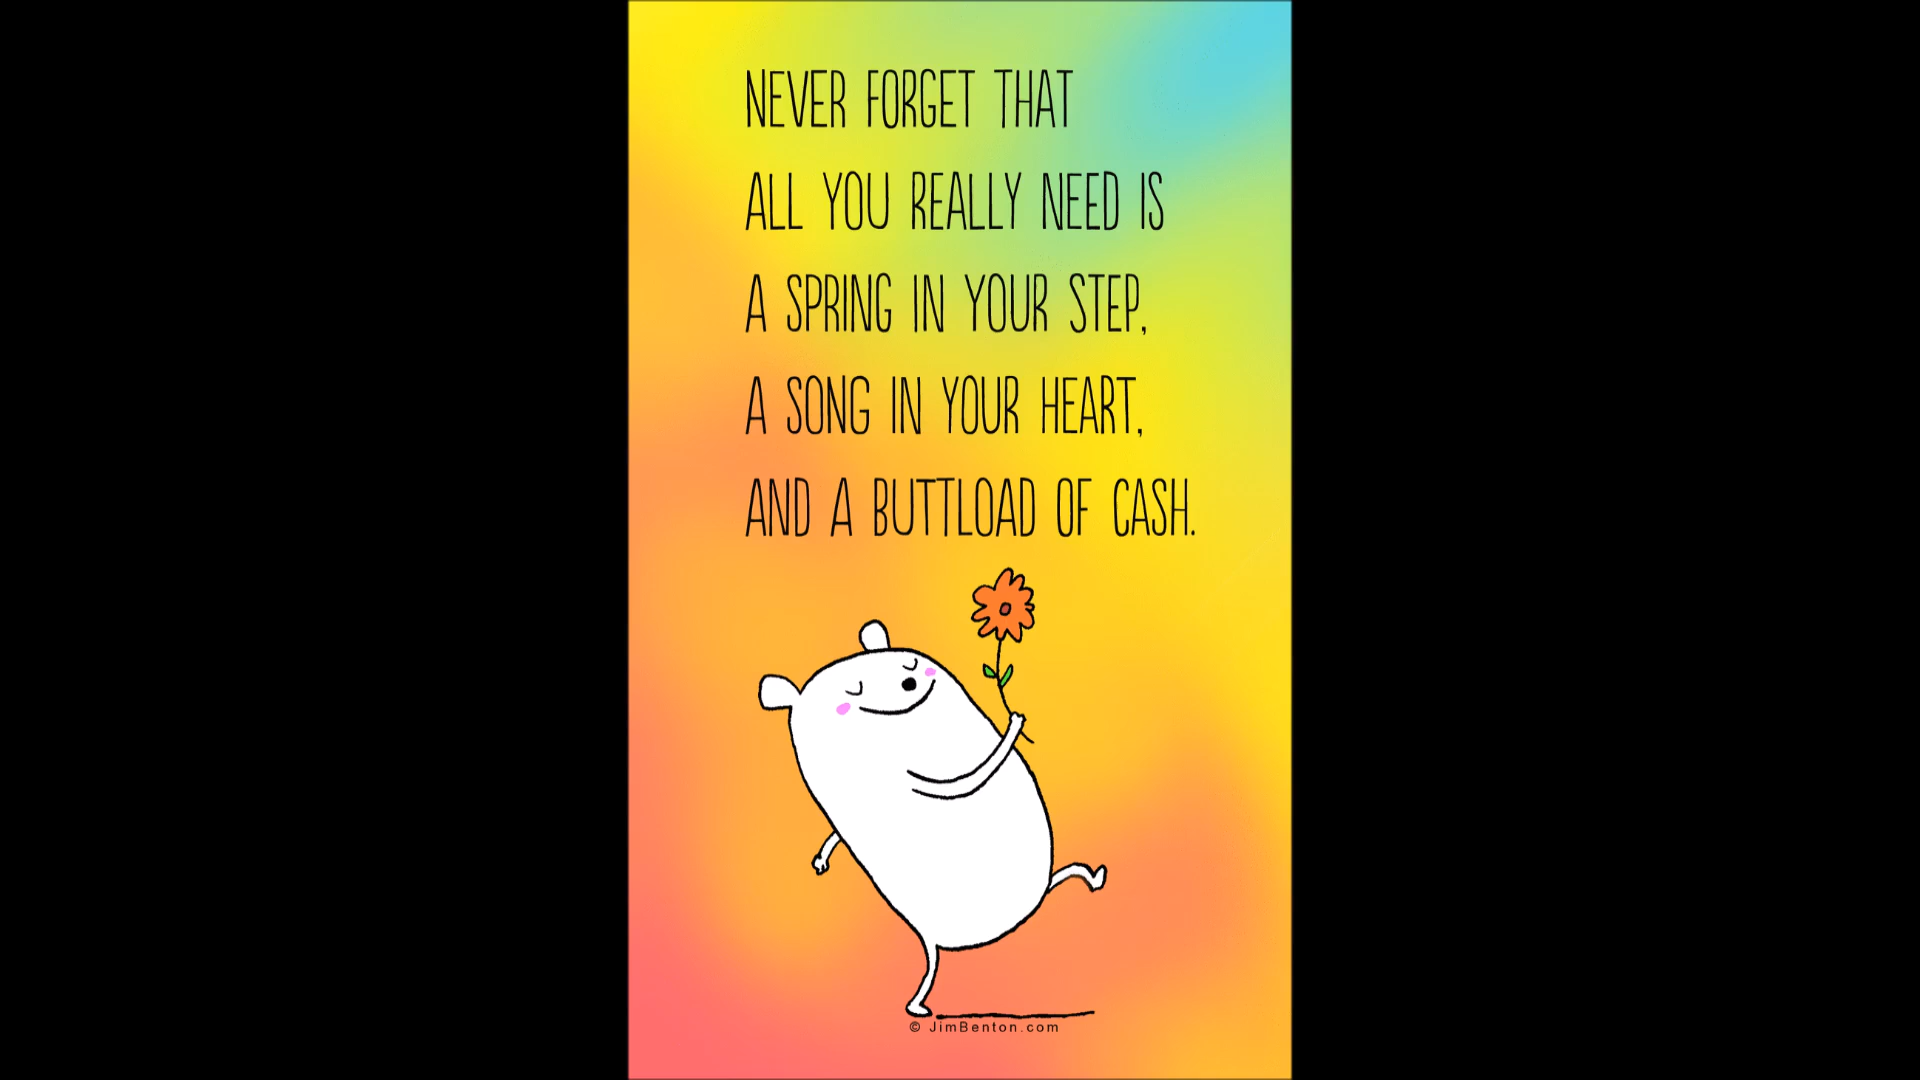 NEVER FORGET THAT
ALL YOU REALLY NEED IS
A SPRING IN YOUR STEP,
A SONG IN YOUR HEART,
AND A BUTTLOAD OF CASH.
© JimBenton.com